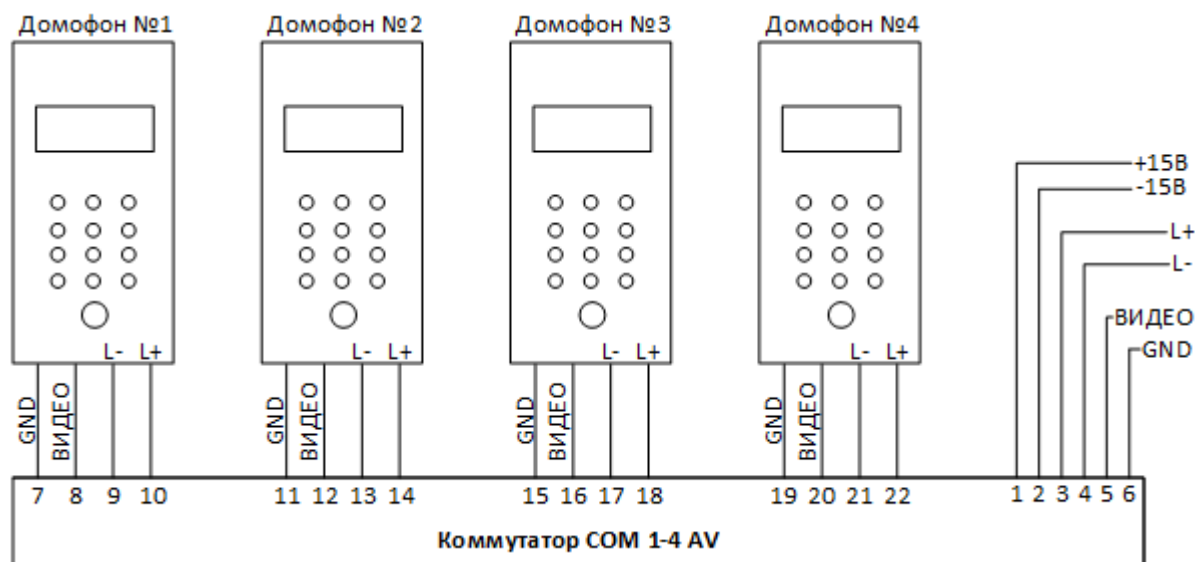 Домофон №1 Домофон №2 Домофон №3 Домофон №4
+15В
-15В
L+
L-
ВИДЕО
GND
L- L+ L- L+ L- L+ L- L+
GND ВИДЕО GND ВИДЕО GND ВИДЕО GND ВИДЕО
7 8 9 10 11 12 13 14 15 16 17 18 19 20 21 22 1 2 3 4 5 6
Коммутатор COM 1-4 AV